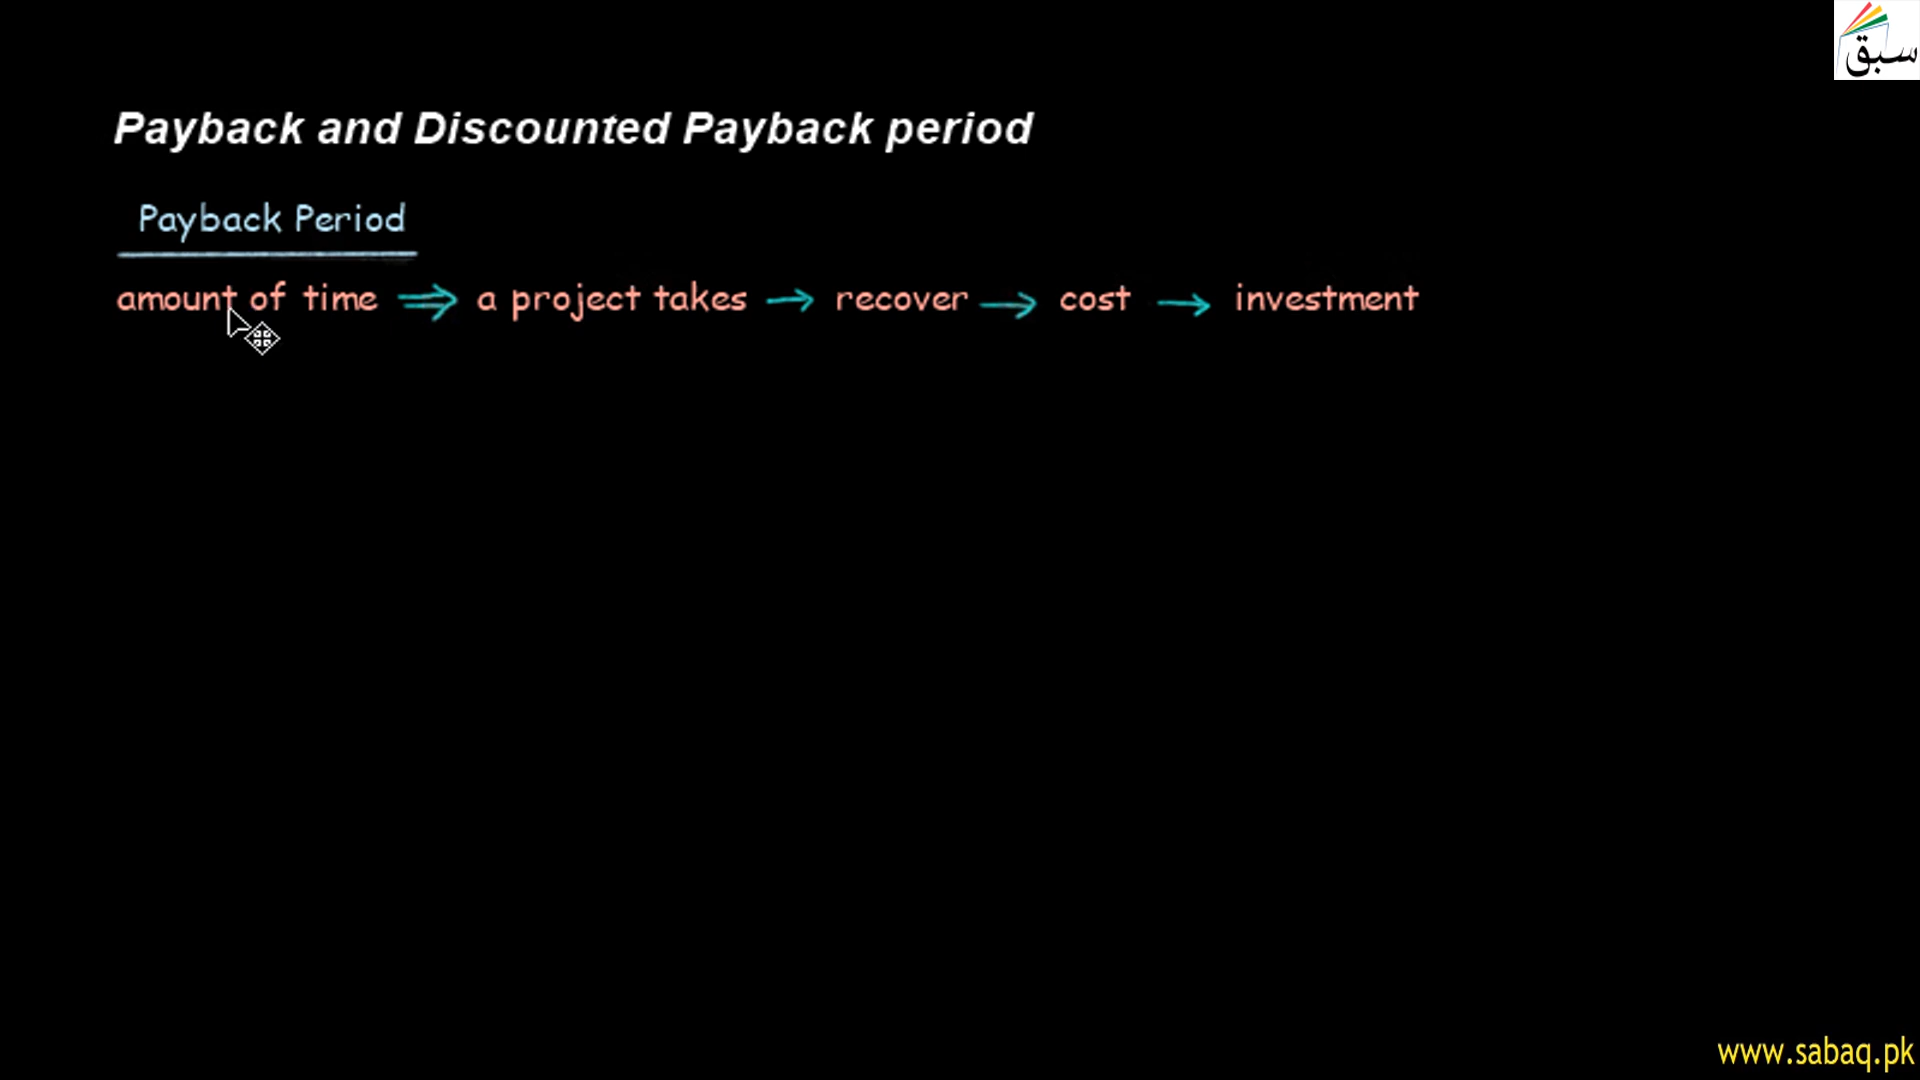 سبق
Payback and Discounted Payback period
Payback Period
amount of time ⇒ a project takes → recover → cost → investment
www.sabaq.pk